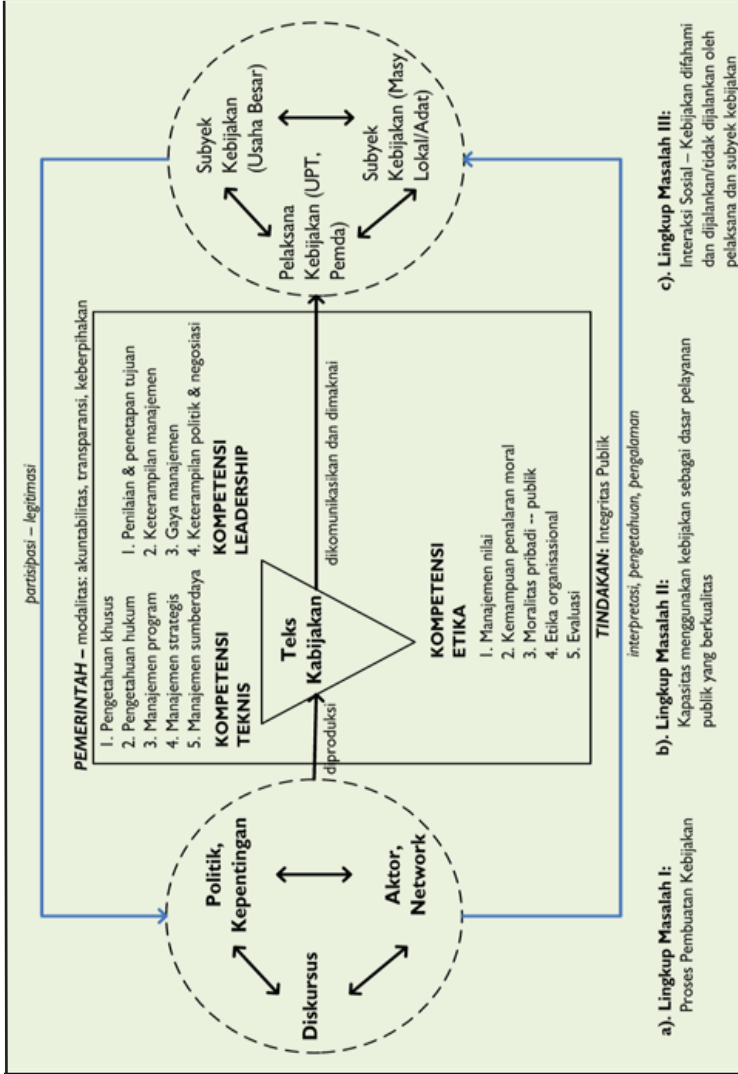 partisipasi – legitimasi
PEMERINTAH – modalitas: akuntabilitas, transparansi, keberpihakan
1. Pengetahuan khusus
2. Pengetahuan hukum
3. Manajemen program
4. Manajemen strategis
5. Manajemen sumberdaya
KOMPETENSI
TEKNIS
1. Penilaian & penetapan tujuan
2. Keterampilan manajemen
3. Gaya manajemen
4. Keterampilan politik & negosiasi
KOMPETENSI
LEADERSHIP
Politik,
Kepentingan
Diskursus
Aktor,
Network
diproduksi
Teks
Kabijakan
dikomunikasikan dan dimaknai
Subyek
Kebijakan
(Usaha Besar)
Pelaksana
Kebijakan (UPT,
Pemda)
Subyek
Kebijakan (Masy
Lokal/Adat)
KOMPETENSI
ETIKA
1. Manajemen nilai
2. Kemampuan penalaran moral
3. Moralitas pribadi -- publik
4. Etika organisasional
5. Evaluasi
TINDAKAN: Integritas Publik
interpretasi, pengetahuan, pengalaman
a). Lingkup Masalah I:
Proses Pembuatan Kebijakan
b). Lingkup Masalah II:
Kapasitas menggunakan kebijakan sebagai dasar pelayanan
publik yang berkualitas
c). Lingkup Masalah III:
Interaksi Sosial – Kebijakan difahami
dan dijalankan/tidak dijalankan oleh
pelaksana dan subyek kebijakan